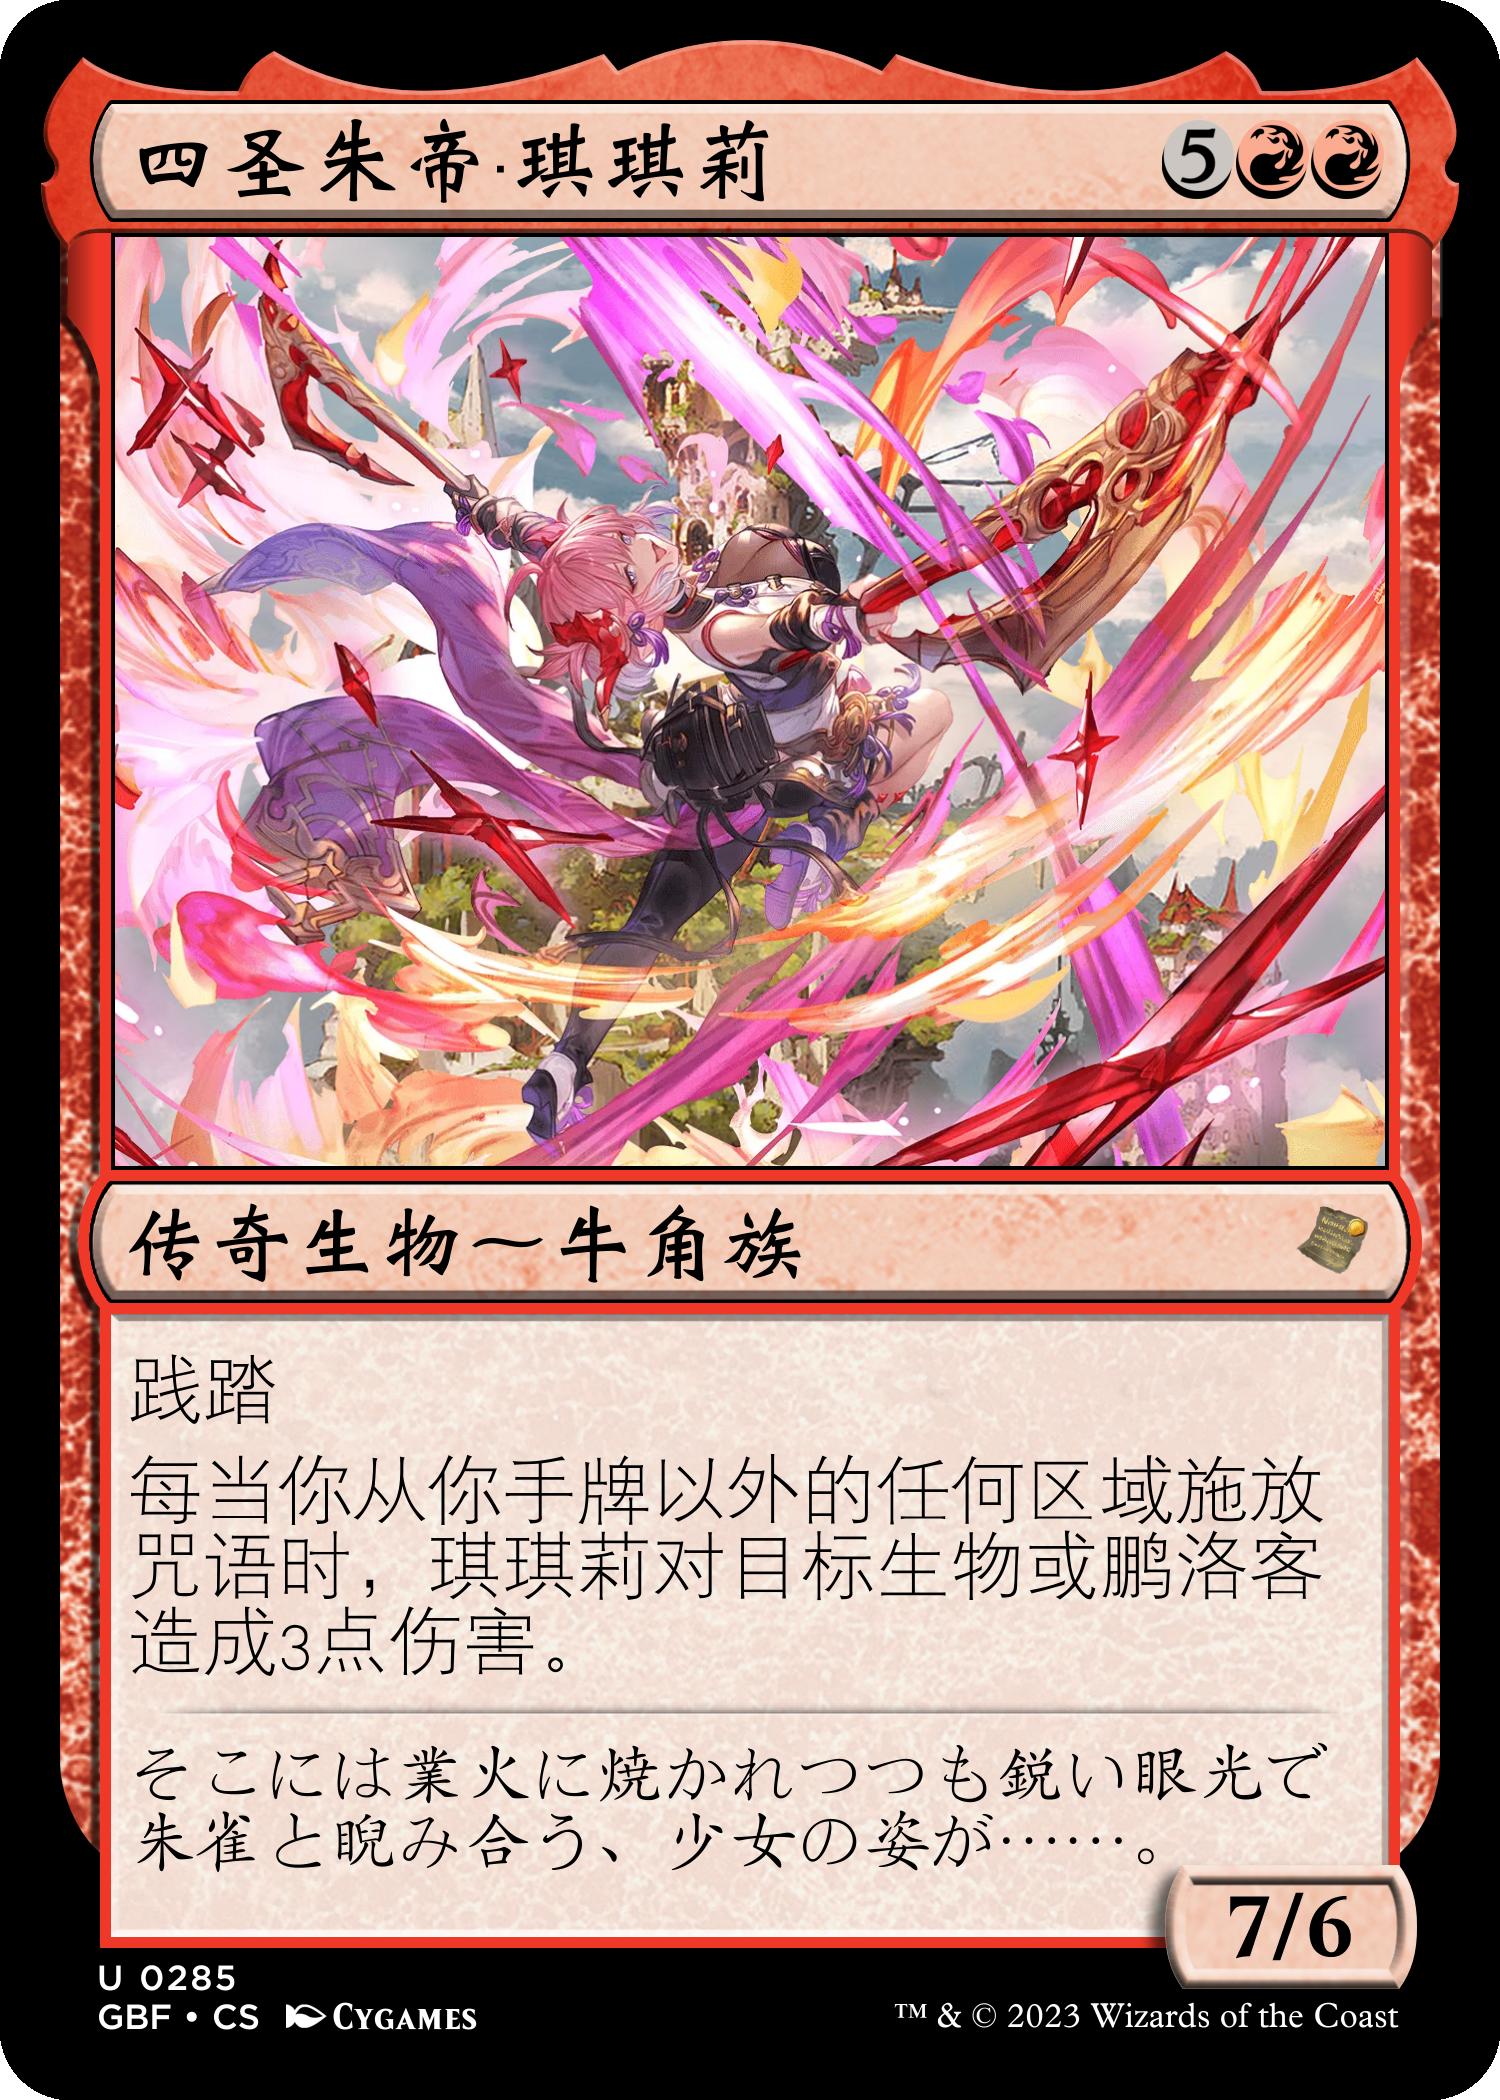 四圣朱帝·琪琪莉 5
传奇生物～牛角族
践踏
每当你从你手牌以外的任何区域施放
咒语时，琪琪莉对目标生物或鹏洛客
造成3点伤害。
そこには業火に焼かれつつも鋭い眼光で
朱雀と睨み合う、少女の姿が……。
7/6
U 0285
GBF • CS CYGAMES
™ & © 2023 Wizards of the Coast